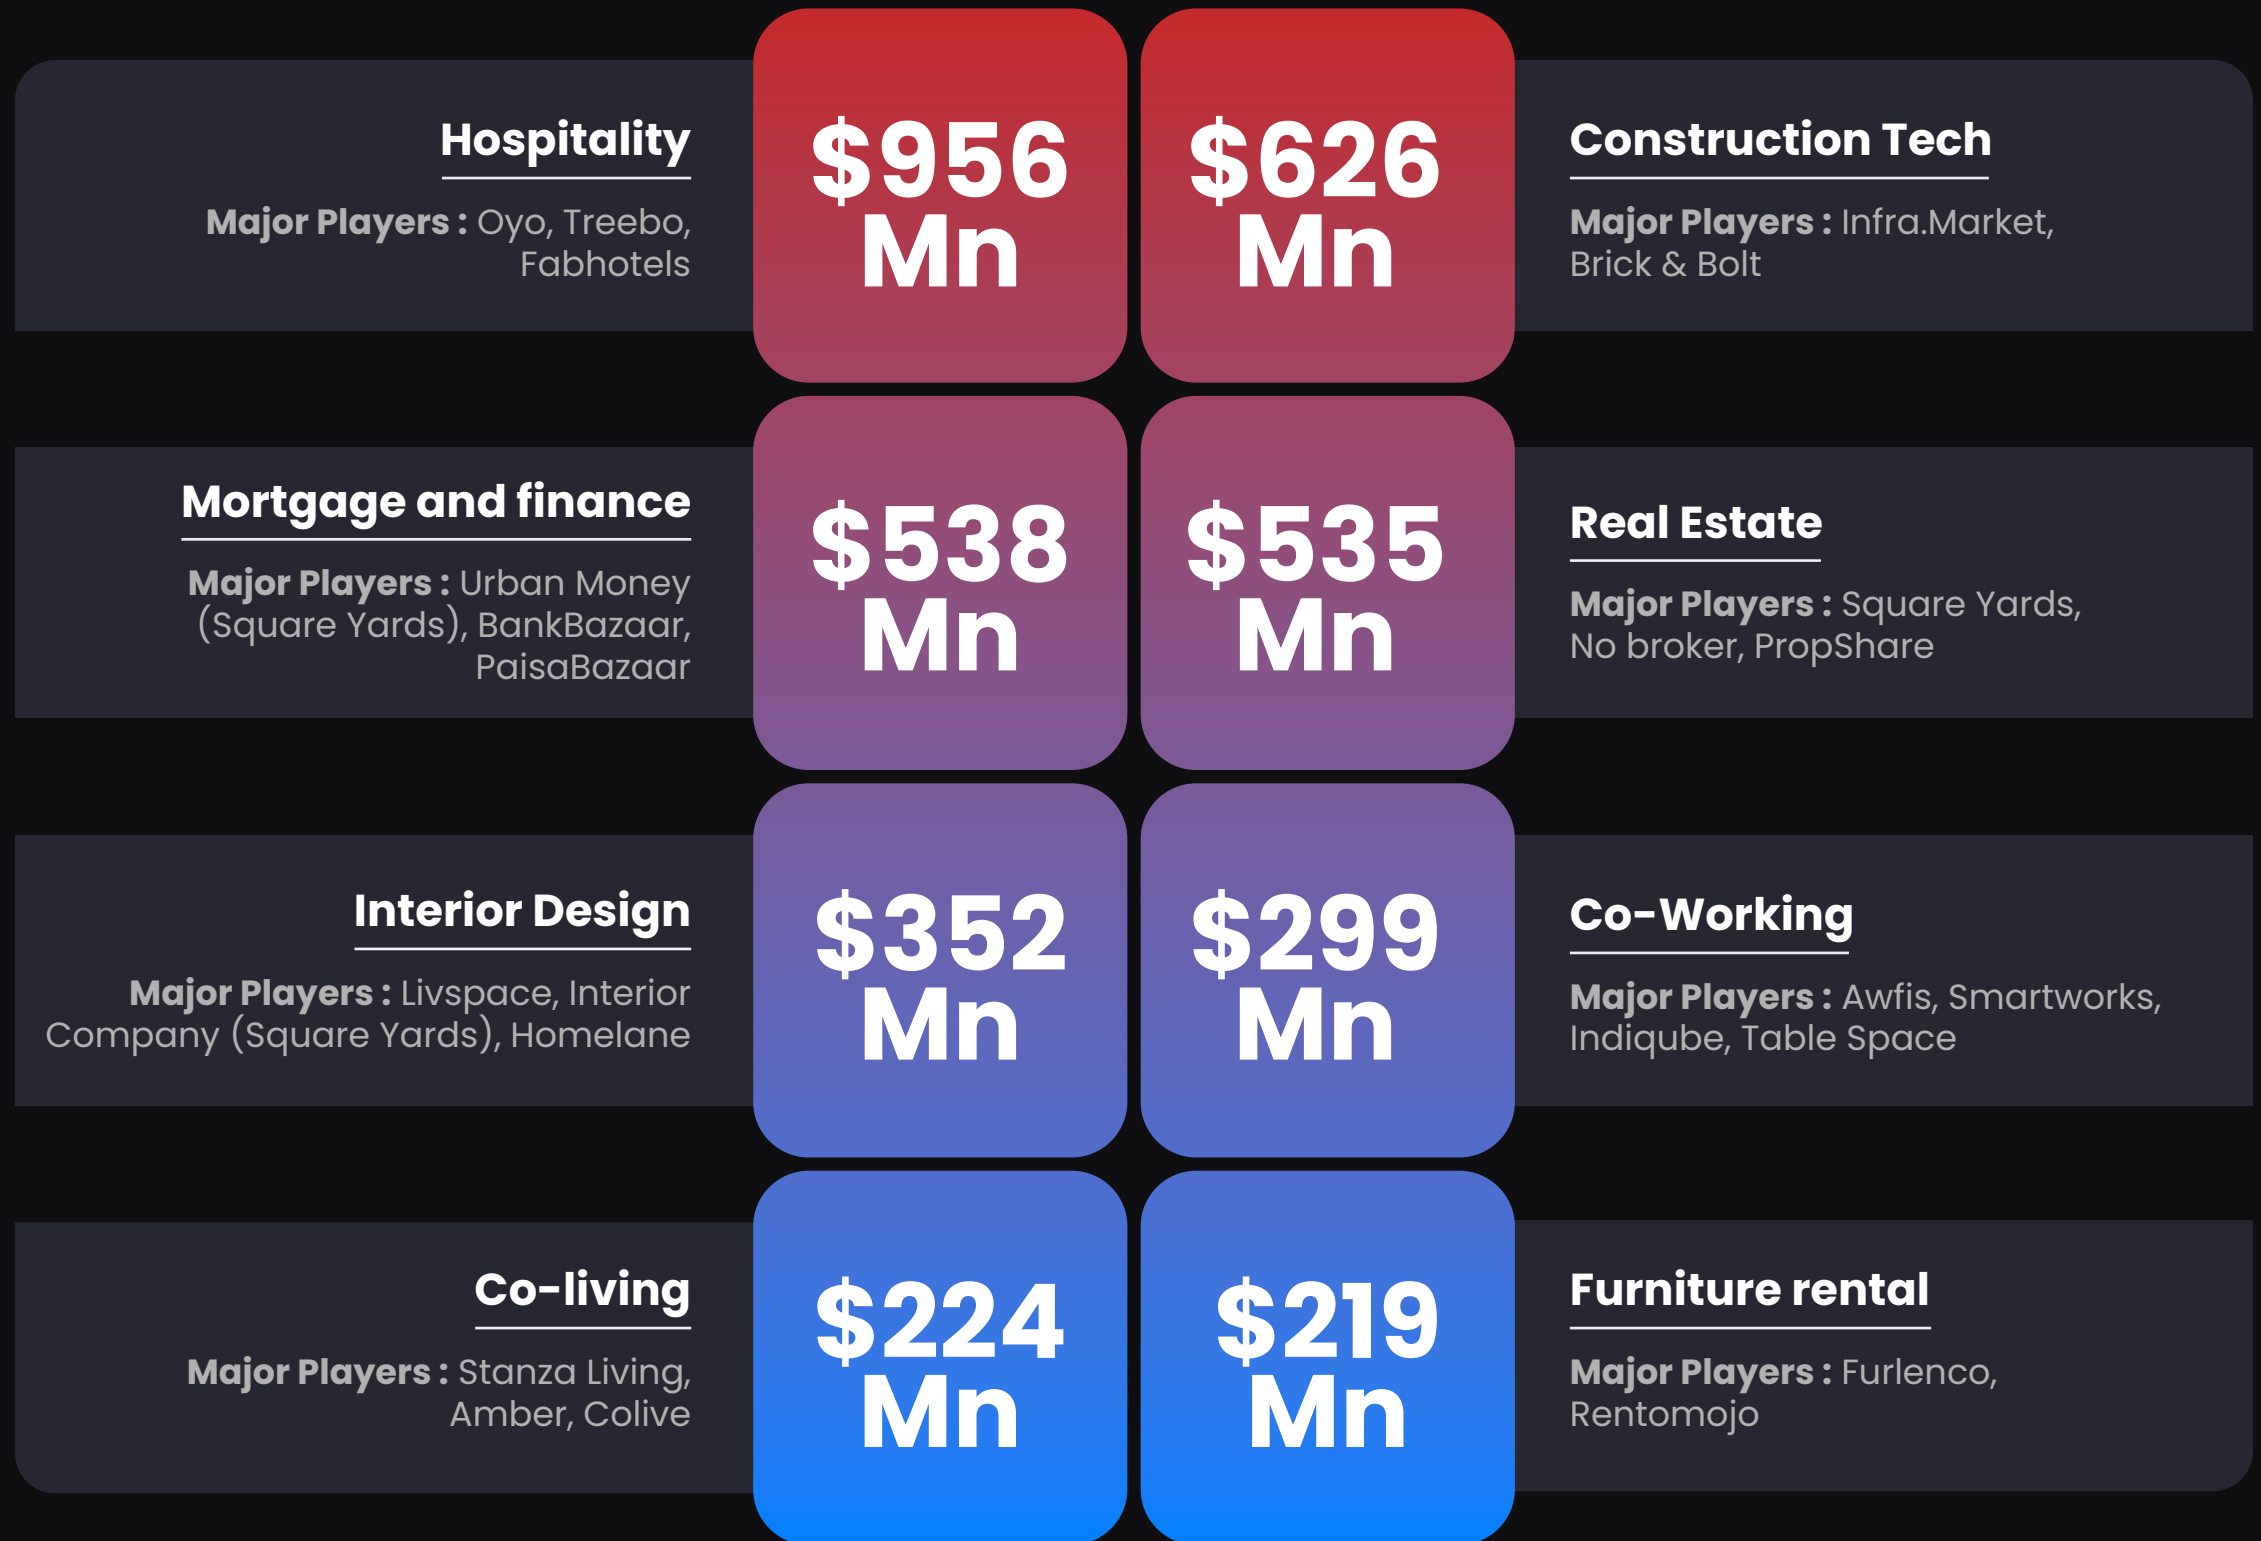 Hospitality
Major Players : Oyo, Treebo,
Fabhotels
$956
Mn
$626
Mn
Construction Tech
Major Players : Infra.Market,
Brick & Bolt
Mortgage and finance
Major Players : Urban Money
(Square Yards), BankBazaar,
PaisaBazaar
$538
Mn
$535
Mn
Real Estate
Major Players : Square Yards,
No broker, PropShare
Interior Design
Major Players : Livspace, Interior
Company (Square Yards), Homelane
$352
Mn
$299
Mn
Co-Working
Major Players : Awfis, Smartworks,
Indiqube, Table Space
Co-living
Major Players : Stanza Living,
Amber, Colive
$224
Mn
$219
Mn
Furniture rental
Major Players : Furlenco,
Rentomojo